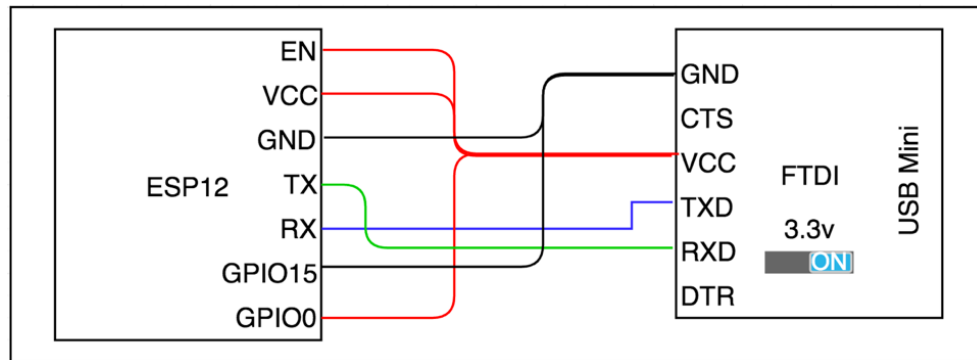 ESP12
EN
VCC
GND
TX
RX
GPIO15
GPIO0
GND
CTS
VCC
TXD
RXD
DTR
FTDI
3.3v
ON
USB Mini